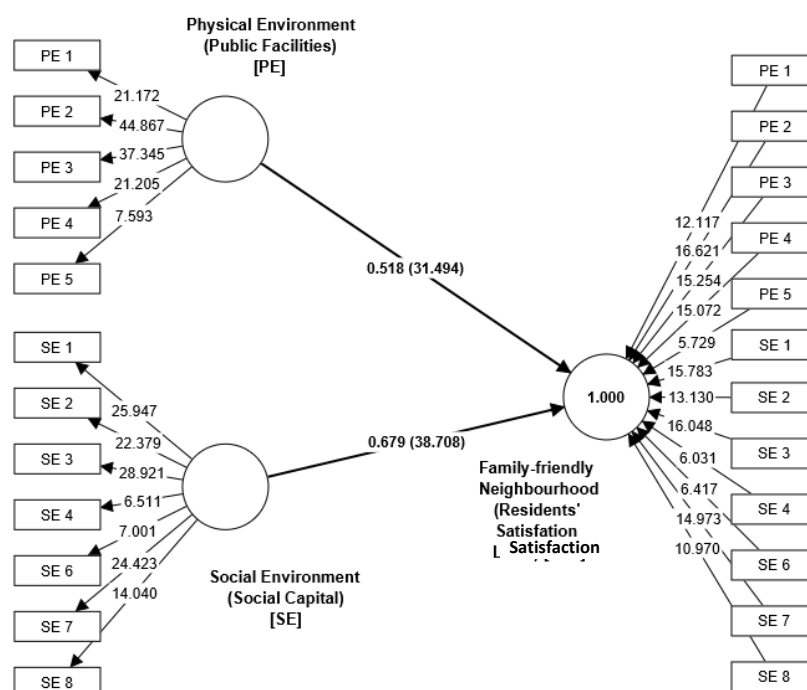 Physical Environment
(Public Facilities)
[PE]
PE 1
PE 2
PE 3
PE 4
PE 5
21.172
44.867
37.345
21.205
7.593
0.518 (31.494)
SE 1
SE 2
SE 3
SE 4
SE 6
SE 7
SE 8
25.947
22.379
28.921
6.511
7.001
24.423
14.040
0.679 (38.708)
Social Environment
(Social Capital)
[SE]
1.000
Family-friendly
Neighbourhood
(Residents'
Satisfation
Satisfaction
PE 1
PE 2
PE 3
PE 4
PE 5
SE 1
SE 2
SE 3
SE 4
SE 6
SE 7
SE 8
12.117
16.621
15.254
15.072
5.729
15.783
13.130
16.048
6.031
6.417
14.973
10.970